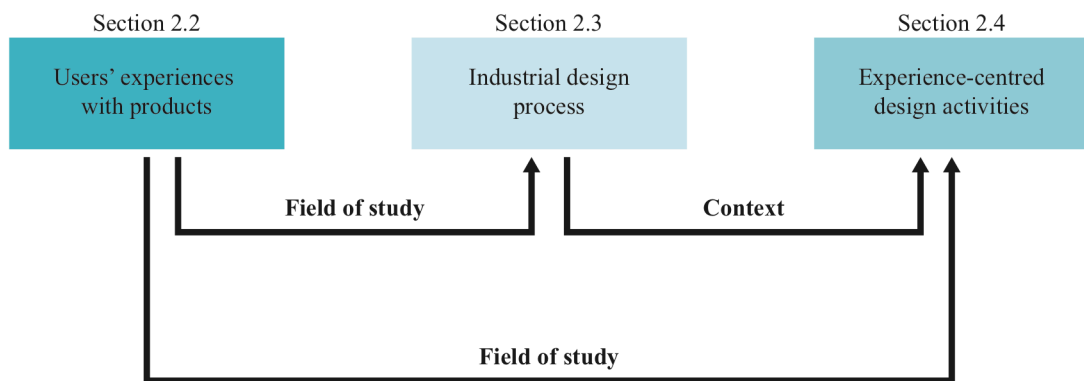 Section 2.2
Users’ experiences
with products
Section 2.3
Industrial design
process
Section 2.4
Experience-centred
design activities
Field of study
Context
Field of study